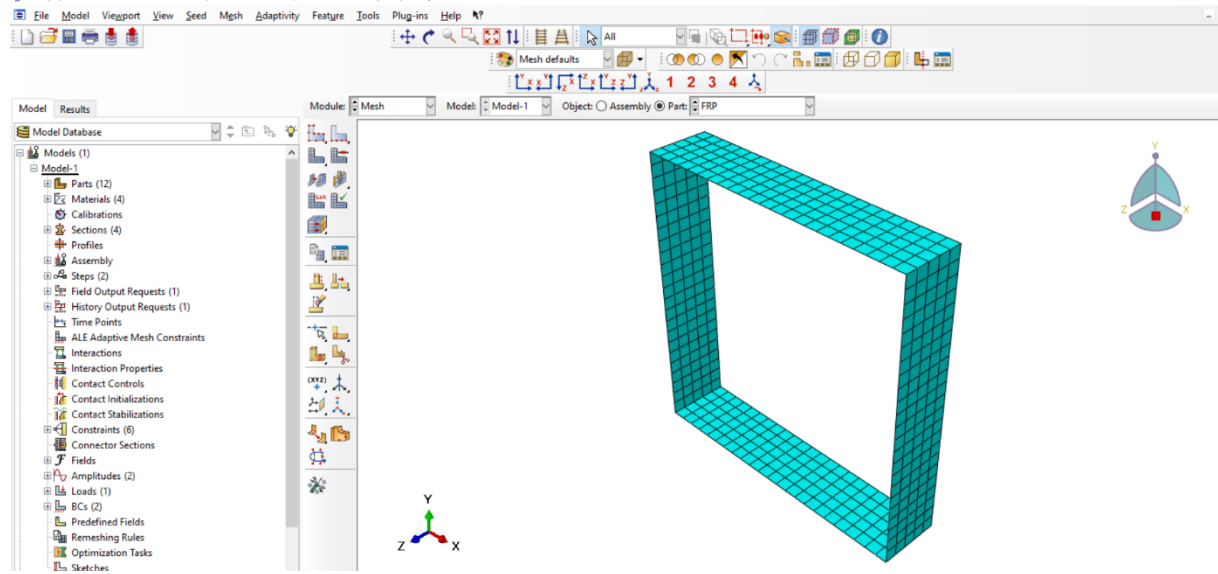 File Model Viewport View Seed Mesh Adaptivity Feature Tools Plug-ins Help
All
Mesh defaults
1 2 3 4
Model Results
Module: Mesh Model: Model-1 Object: Assembly Part: FRP
Model Database
Models (1)
Model-1
Parts (12)
Materials (4)
Calibrations
Sections (4)
Profiles
Assembly
Steps (2)
Field Output Requests (1)
History Output Requests (1)
Time Points
ALE Adaptive Mesh Constraints
Interactions
Interaction Properties
Contact Controls
Contact Initializations
Contact Stabilizations
Constraints (6)
Connector Sections
Fields
Amplitudes (2)
Loads (1)
BCs (2)
Predefined Fields
Remeshing Rules
Optimization Tasks
Sketches
(XYZ)
Y
Z X
Y
Z X